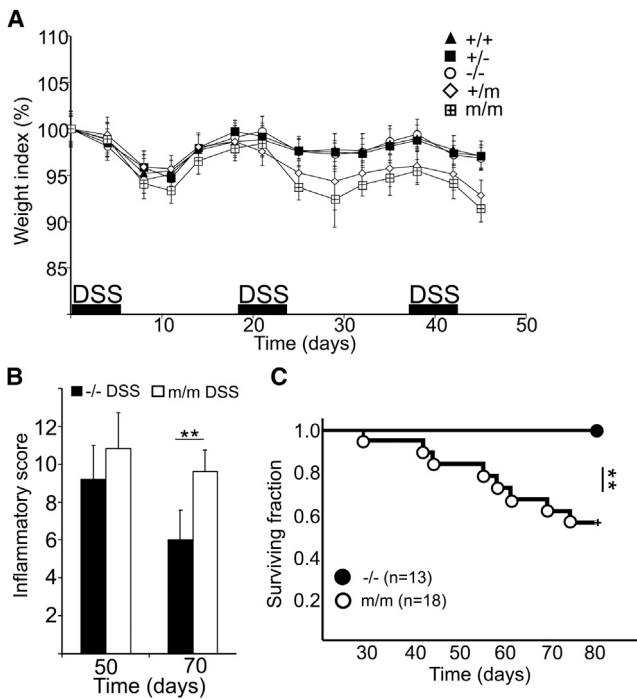 A
110
105
100
95
90
85
Weight index (%)
+/+
+/-
-/-
+/m
m/m
DSS DSS DSS
10 20 30 40 50
Time (days)
B
-/- DSS m/m DSS
12
10
8
6
4
2
Inflammatory score
**
50 70
Time (days)
C
1.0
0.8
0.6
0.4
0.2
Surviving fraction
**
-/- (n=13)
m/m (n=18)
30 40 50 60 70 80
Time (days)